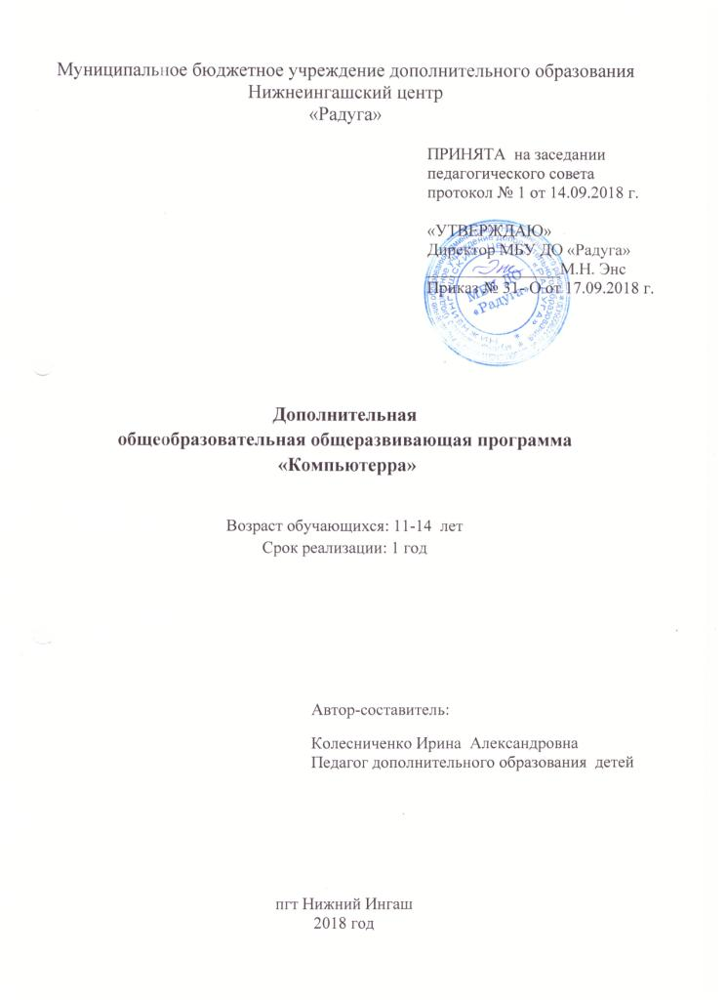 Муниципальное бюджетное учреждение дополнительного образования
Нижнеингашский центр
«Радуга»
ПРИНЯТА на заседании
педагогического совета
протокол № 1 от 14.09.2018 г.
«УТВЕРЖДАЮ»
Директор МБУ ДО «Радуга»
М.Н. Энс
Приказ № 31- О от 17.09.2018 г.
МБУ ДО
«Радуга»
Дополнительная
общеобразовательная общеразвивающая программа
«Компьютерра»
Возраст обучающихся: 11-14 лет
Срок реализации: 1 год
Автор-составитель:
Колесниченко Ирина Александровна
Педагог дополнительного образования детей
пгт Нижний Ингаш
2018 год